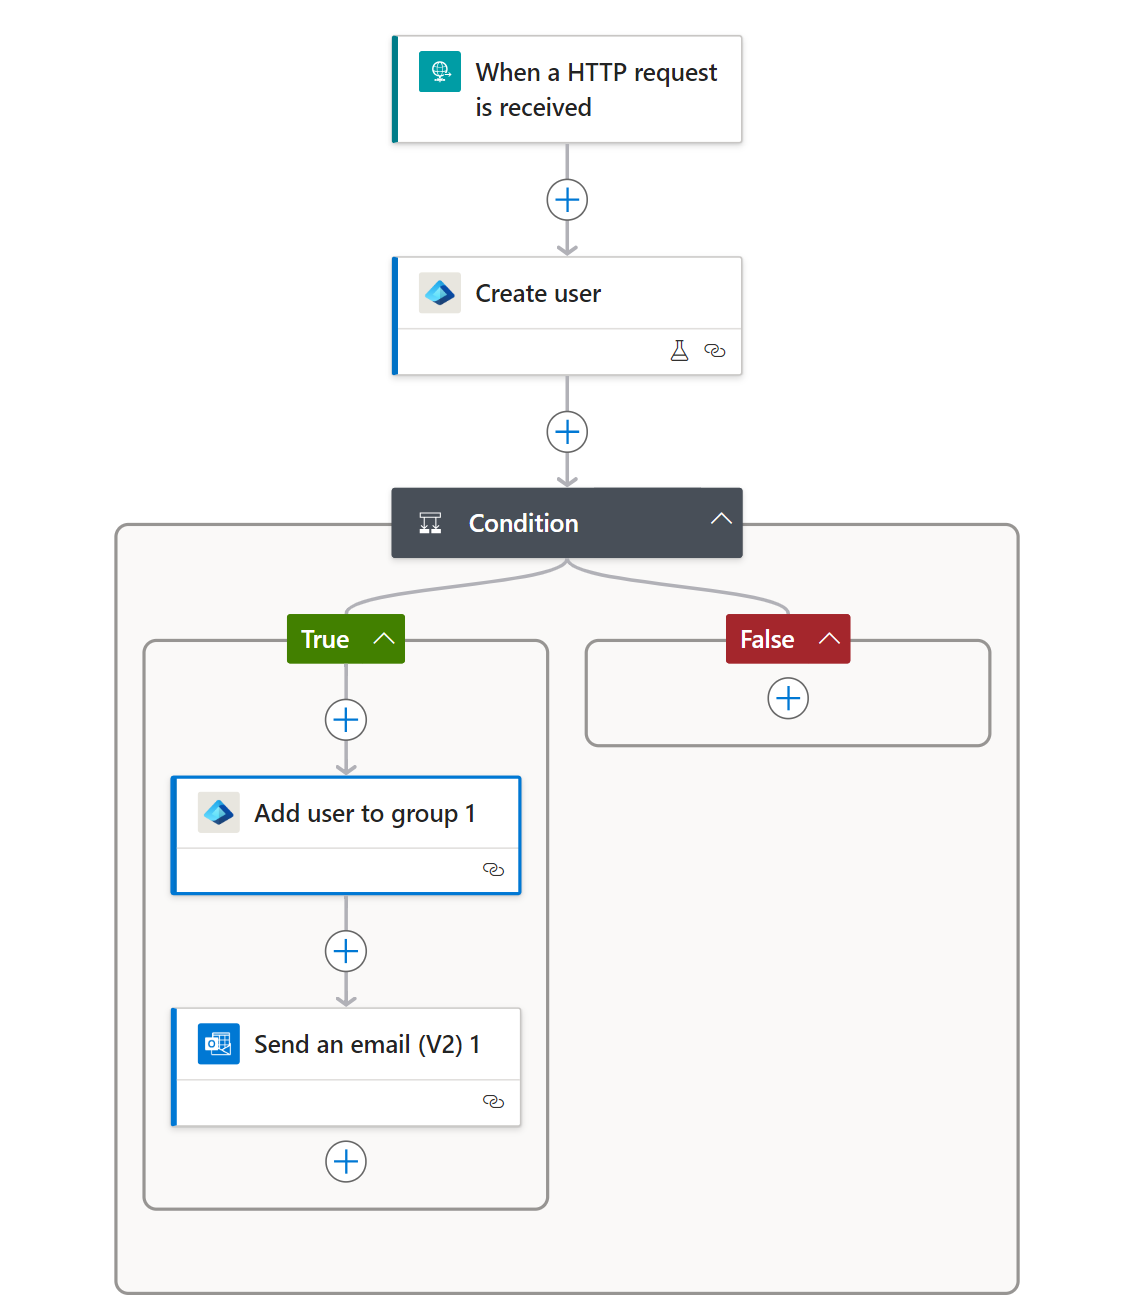 When a HTTP request
is received
Create user
Condition
True
False
Add user to group 1
Send an email (V2) 1